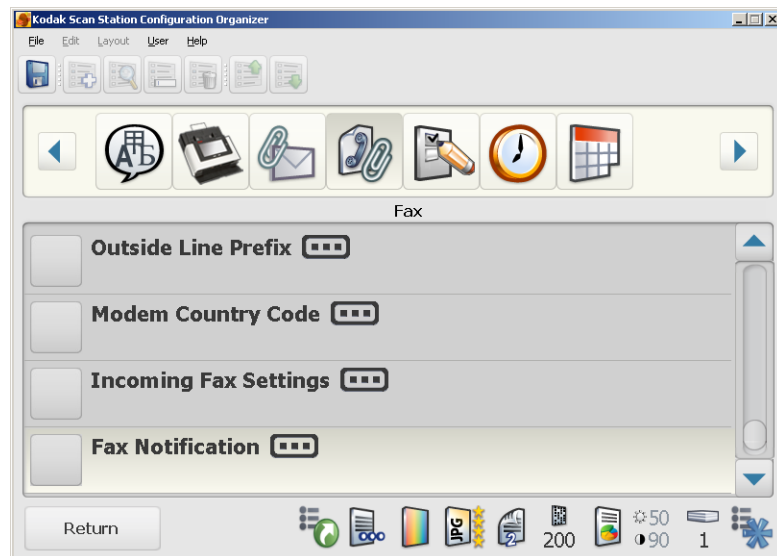 Kodak Scan Station Configuration Organizer
File Edit Layout User Help
АБ
Fax
Outside Line Prefix
Modem Country Code
Incoming Fax Settings
Fax Notification
Return
JPG
2
200
50
90
1